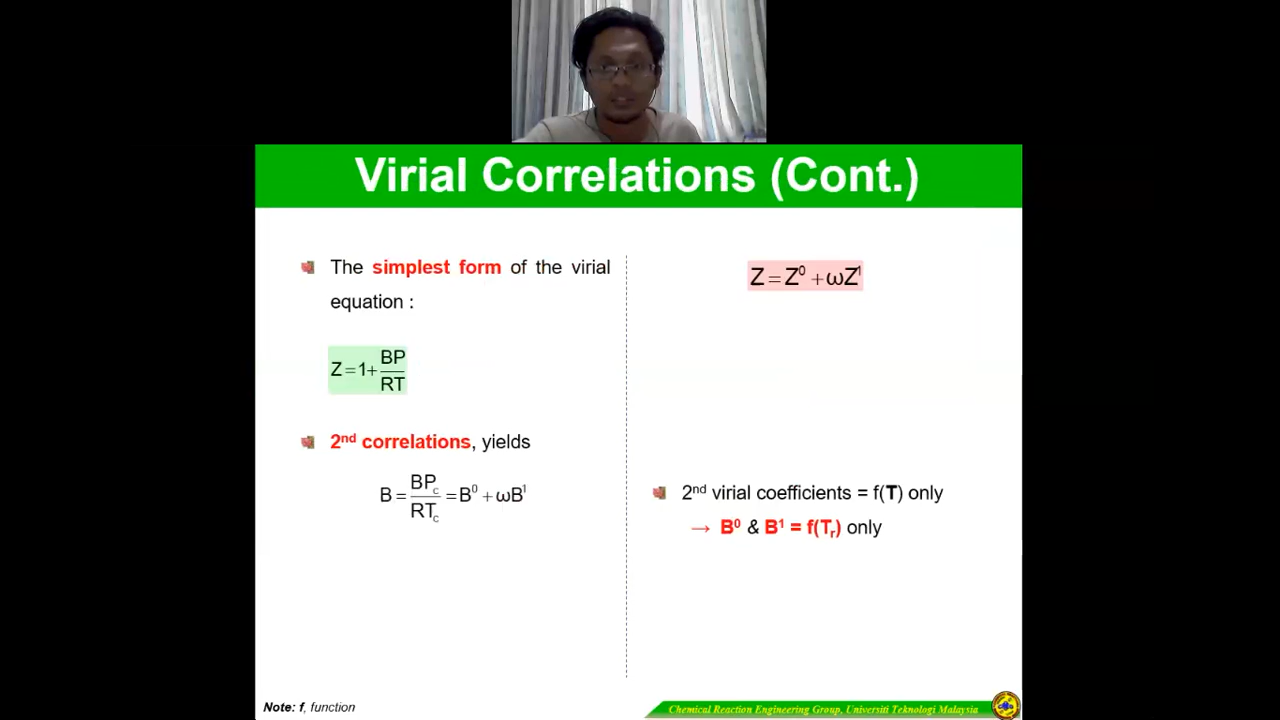 Virial Correlations (Cont.)
The simplest form of the virial
equation :
Z = 1 + BP/RT
2nd correlations, yields
B = BPc/RTc = B⁰ + ωB¹
Z = Z⁰ + ωZ¹
2nd virial coefficients = f(T) only
→ B⁰ & B¹ = f(Tr) only
Note: f, function
Chemical Reaction Engineering Group, Universiti Teknologi Malaysia